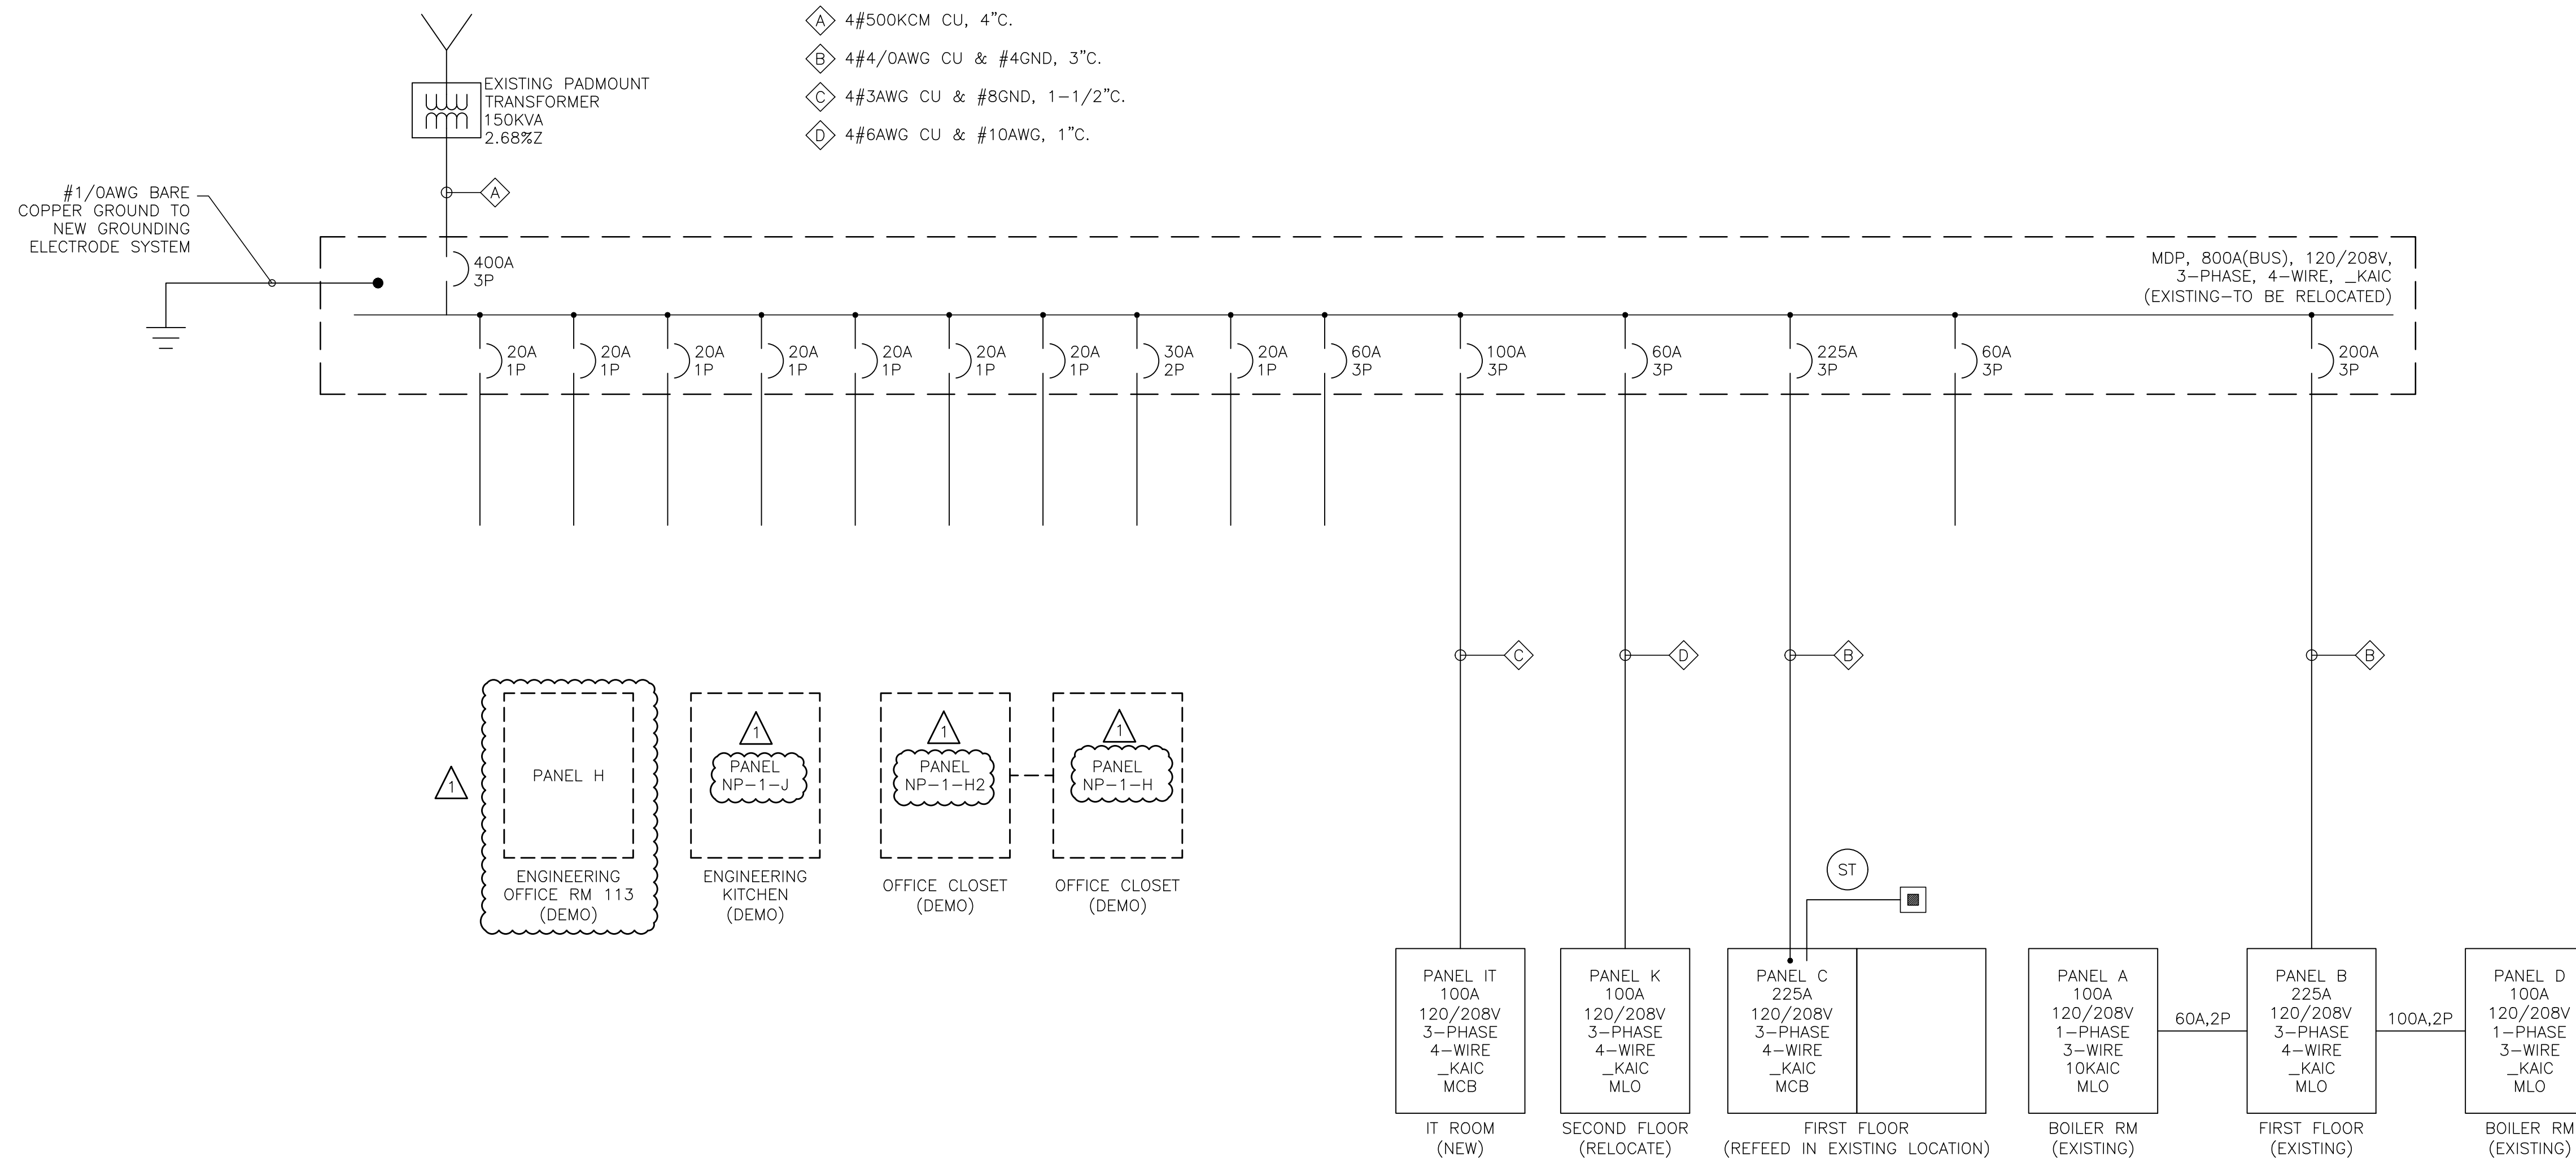 A 4#500KCM CU, 4"C.
B 4#4/0AWG CU & #4GND, 3"C.
C 4#3AWG CU & #8GND, 1-1/2"C.
D 4#6AWG CU & #10AWG, 1"C.
EXISTING PADMOUNT
TRANSFORMER
150KVA
2.68%Z
A
#1/0AWG BARE
COPPER GROUND TO
NEW GROUNDING
ELECTRODE SYSTEM
400A
3P
MDP, 800A(BUS), 120/208V,
3-PHASE, 4-WIRE, _KAIC
(EXISTING-TO BE RELOCATED)
20A
1P
20A
1P
20A
1P
20A
1P
20A
1P
20A
1P
20A
1P
30A
2P
20A
1P
60A
3P
100A
3P
60A
3P
225A
3P
60A
3P
200A
3P
C
D
B
B
1
PANEL H
ENGINEERING
OFFICE RM 113
(DEMO)
1
PANEL
NP-1-J
ENGINEERING
KITCHEN
(DEMO)
1
PANEL
NP-1-H2
OFFICE CLOSET
(DEMO)
1
PANEL
NP-1-H
OFFICE CLOSET
(DEMO)
ST
PANEL IT
100A
120/208V
3-PHASE
4-WIRE
_KAIC
MCB
IT ROOM
(NEW)
PANEL K
100A
120/208V
3-PHASE
4-WIRE
_KAIC
MLO
SECOND FLOOR
(RELOCATE)
PANEL C
225A
120/208V
3-PHASE
4-WIRE
_KAIC
MCB
FIRST FLOOR
(REFEED IN EXISTING LOCATION)
PANEL A
100A
120/208V
1-PHASE
3-WIRE
10KAIC
MLO
BOILER RM
(EXISTING)
60A,2P
PANEL B
225A
120/208V
3-PHASE
4-WIRE
_KAIC
MLO
FIRST FLOOR
(EXISTING)
100A,2P
PANEL D
100A
120/208V
1-PHASE
3-WIRE
_KAIC
MLO
BOILER RM
(EXISTING)